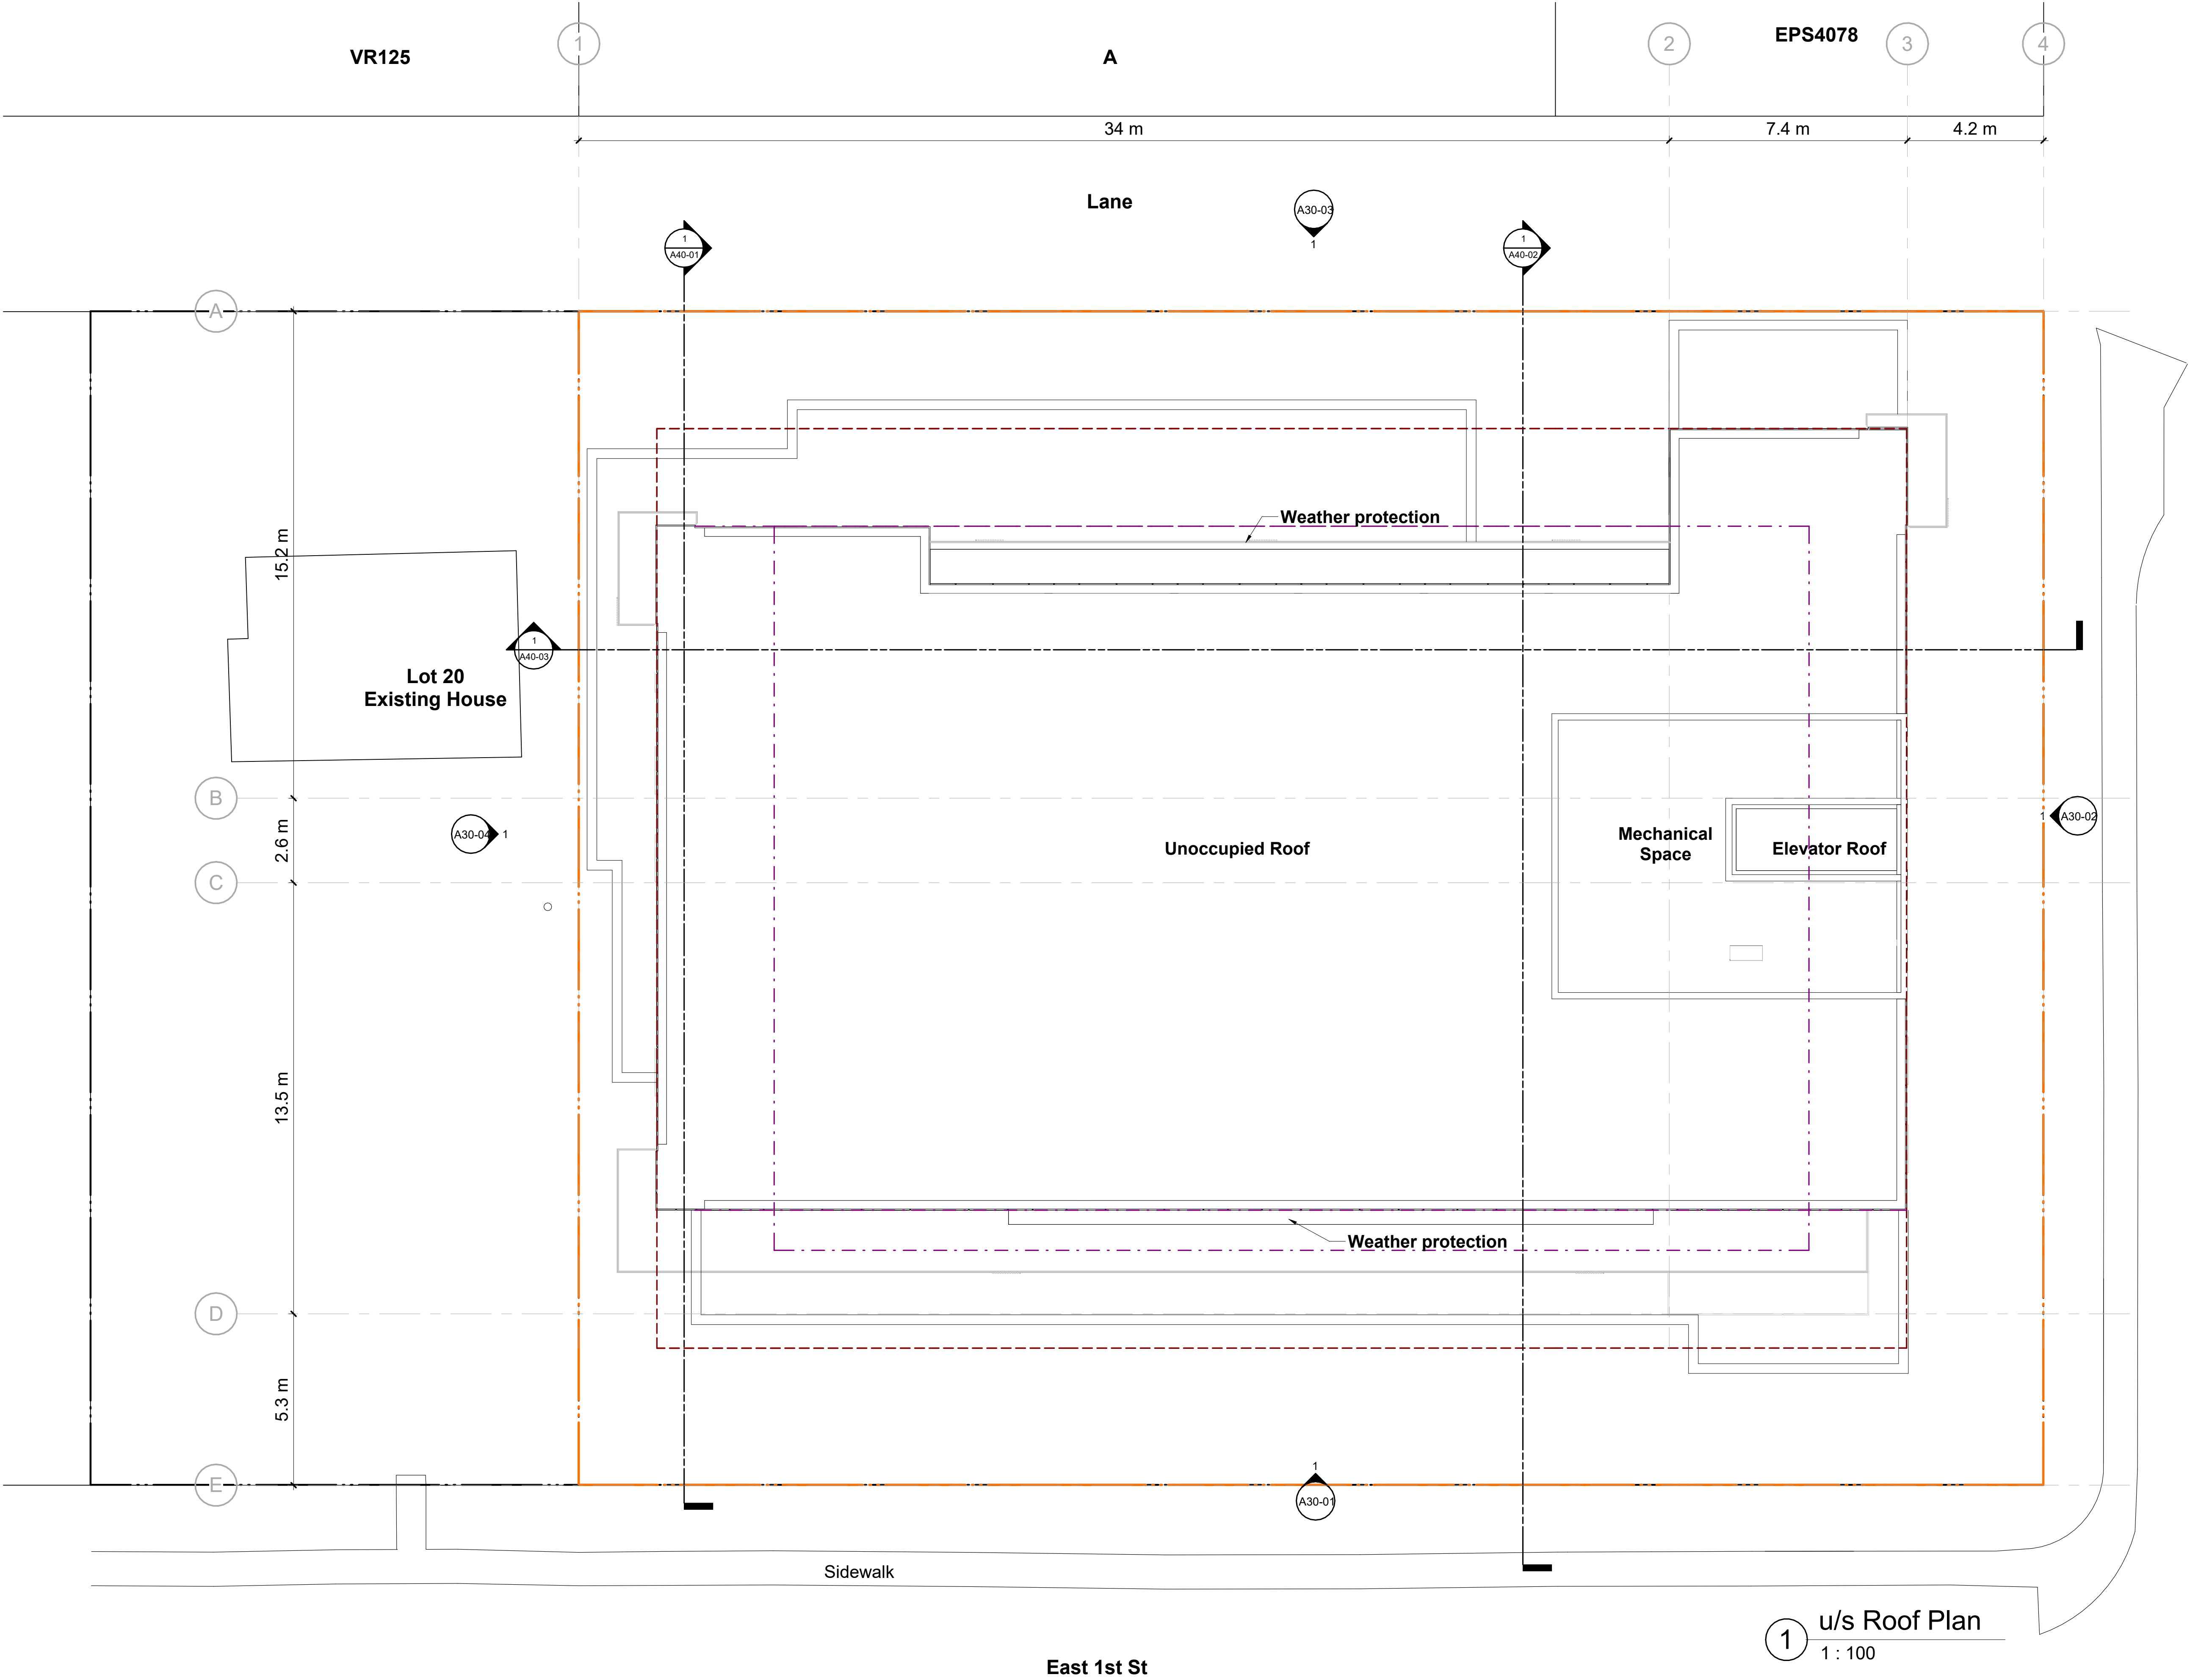 VR125
1
A
2
EPS4078
3
4
34 m
7.4 m
4.2 m
Lane
A30-03
1
1
A40-01
1
A40-02
A
15.2 m
Weather protection
1
A40-03
Lot 20
Existing House
B
2.6 m
A30-04
1
Unoccupied Roof
Mechanical
Space
Elevator Roof
1
A30-02
C
13.5 m
Weather protection
D
5.3 m
E
1
A30-01
Sidewalk
1
u/s Roof Plan
1 : 100
East 1st St